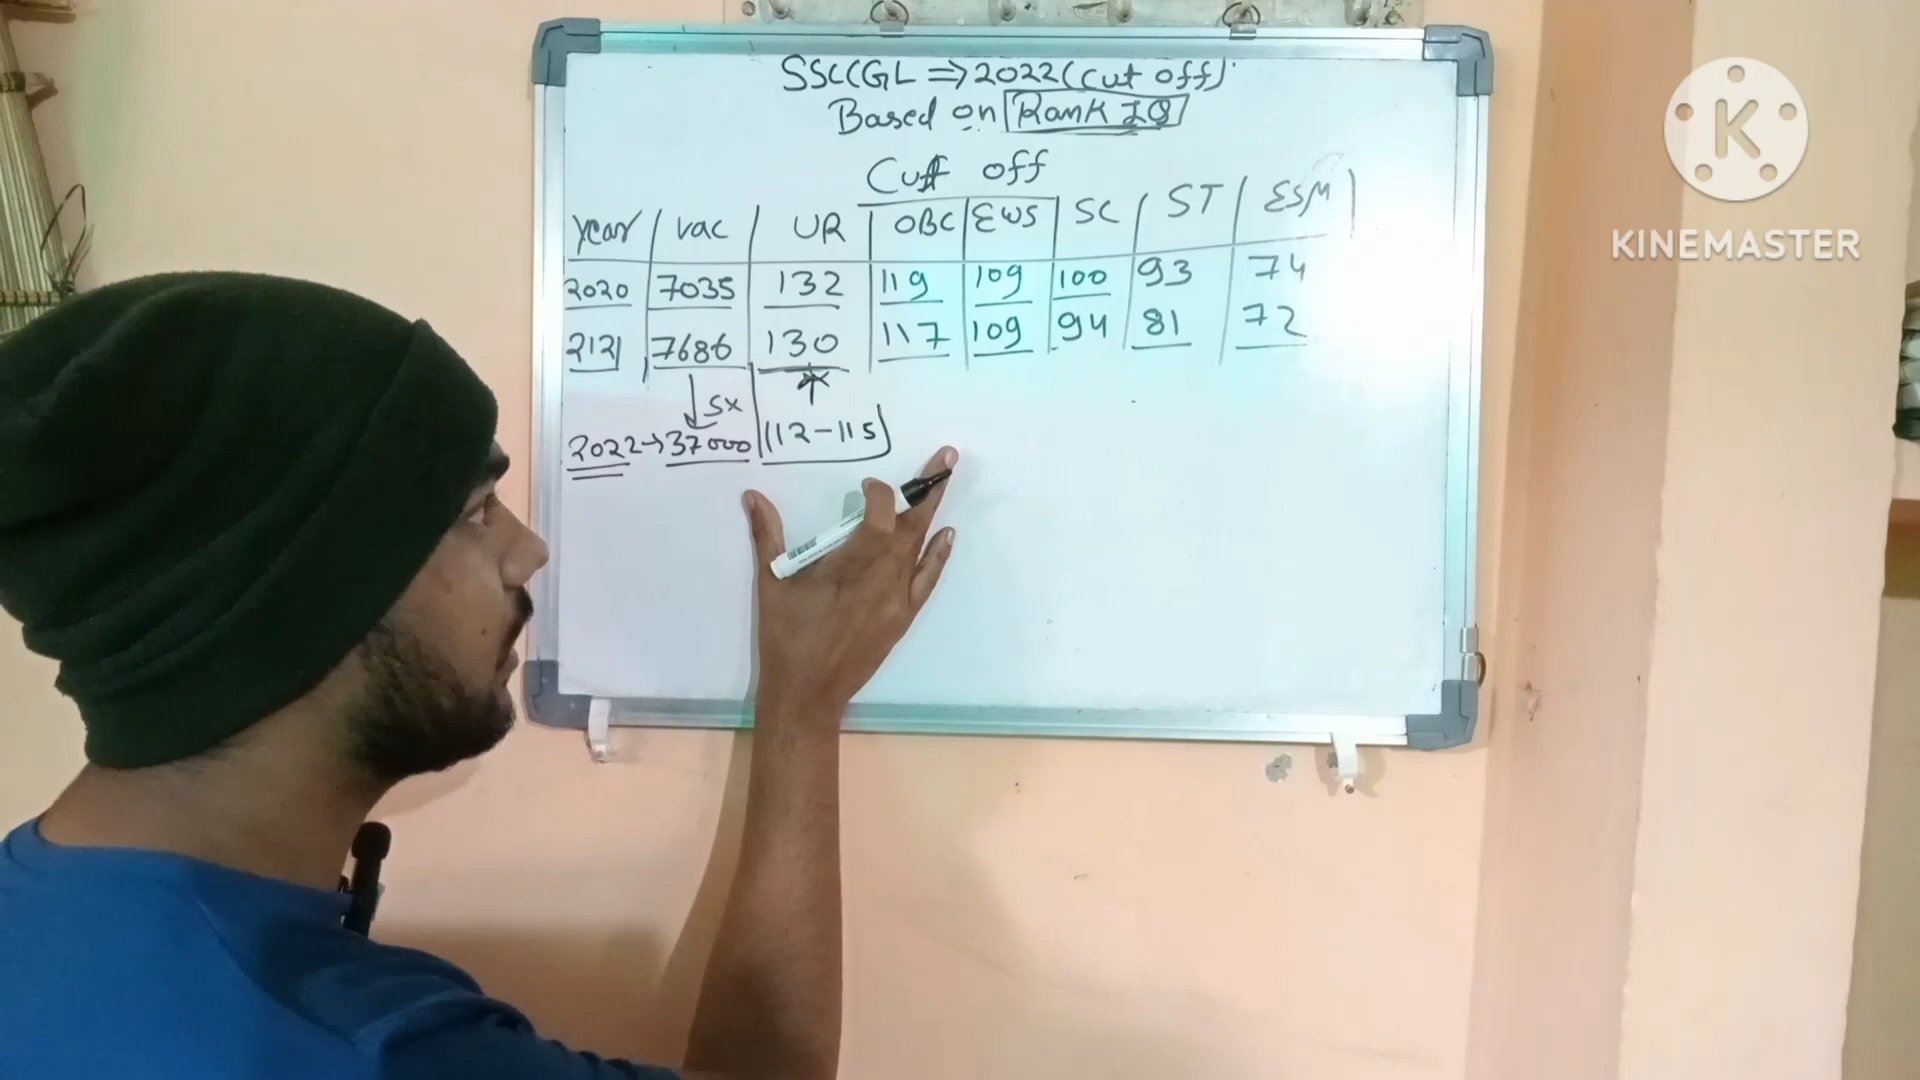 SSC CGL => 2022 (Cut off)
Based on Rank IQ
Cutt off
Year Vac UR OBC EWS SC ST ESM
2020 7035 132 119 109 100 93 74
2121 7686 130 117 109 94 81 72
5x
2022→37000 (112-115)
K
KINEMASTER